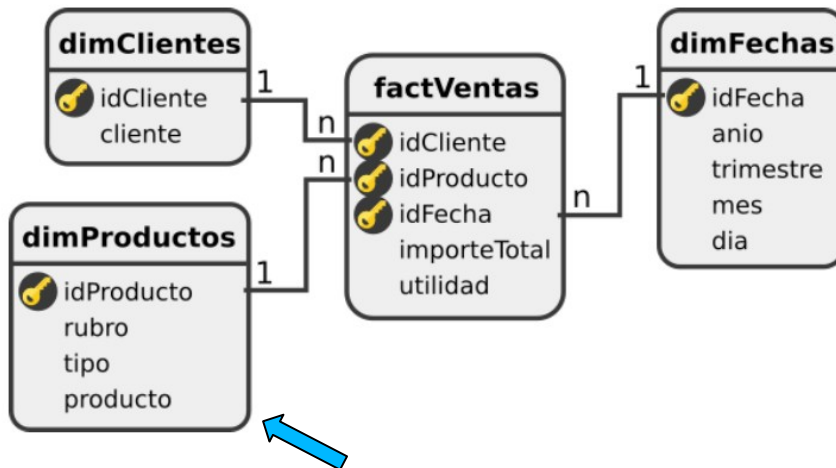 dimClientes
idCliente
cliente
1
n
dimProductos
idProducto
rubro
tipo
producto
1
n
factVentas
idCliente
idProducto
idFecha
importeTotal
utilidad
n
1
dimFechas
idFecha
anio
trimestre
mes
dia